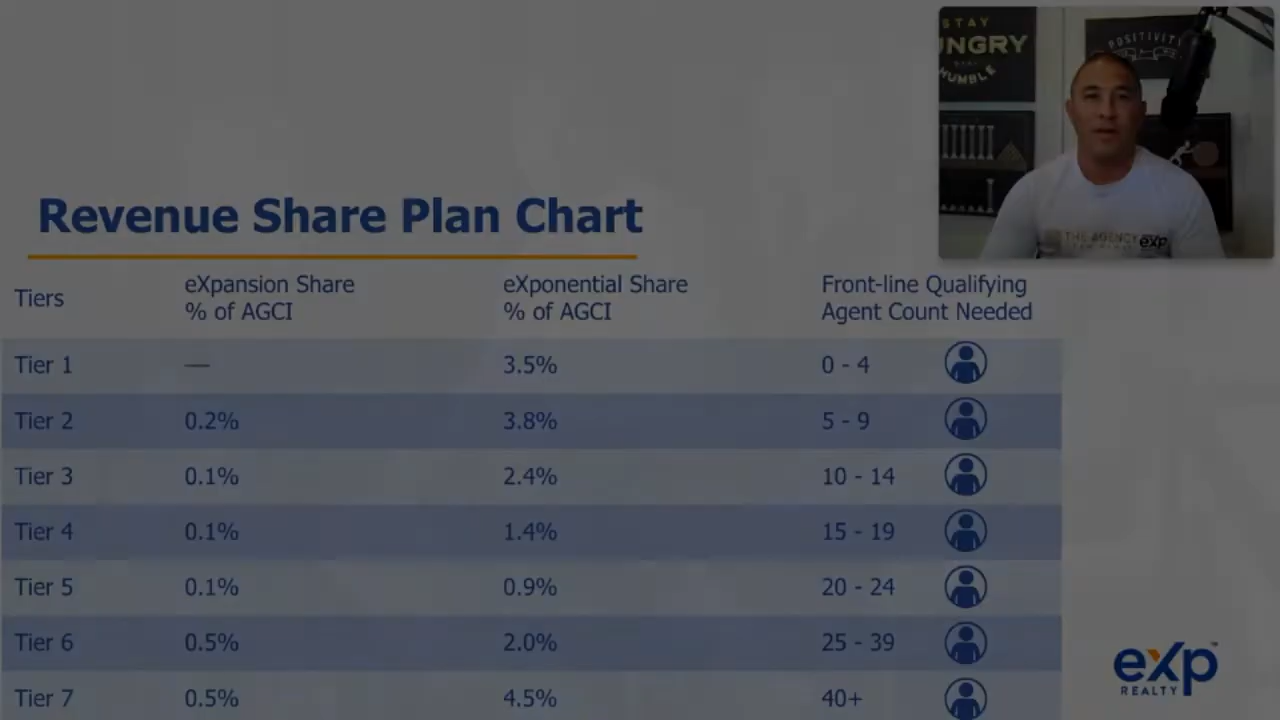 STAY
HUNGRY
HUMBLE
POSITIVITY
THE AGENCY
exp
Revenue Share Plan Chart
Tiers
eXpansion Share
% of AGCI
eXponential Share
% of AGCI
Front-line Qualifying
Agent Count Needed
Tier 1 — 3.5% 0 - 4
Tier 2 0.2% 3.8% 5 - 9
Tier 3 0.1% 2.4% 10 - 14
Tier 4 0.1% 1.4% 15 - 19
Tier 5 0.1% 0.9% 20 - 24
Tier 6 0.5% 2.0% 25 - 39
Tier 7 0.5% 4.5% 40+
eXp
REALTY